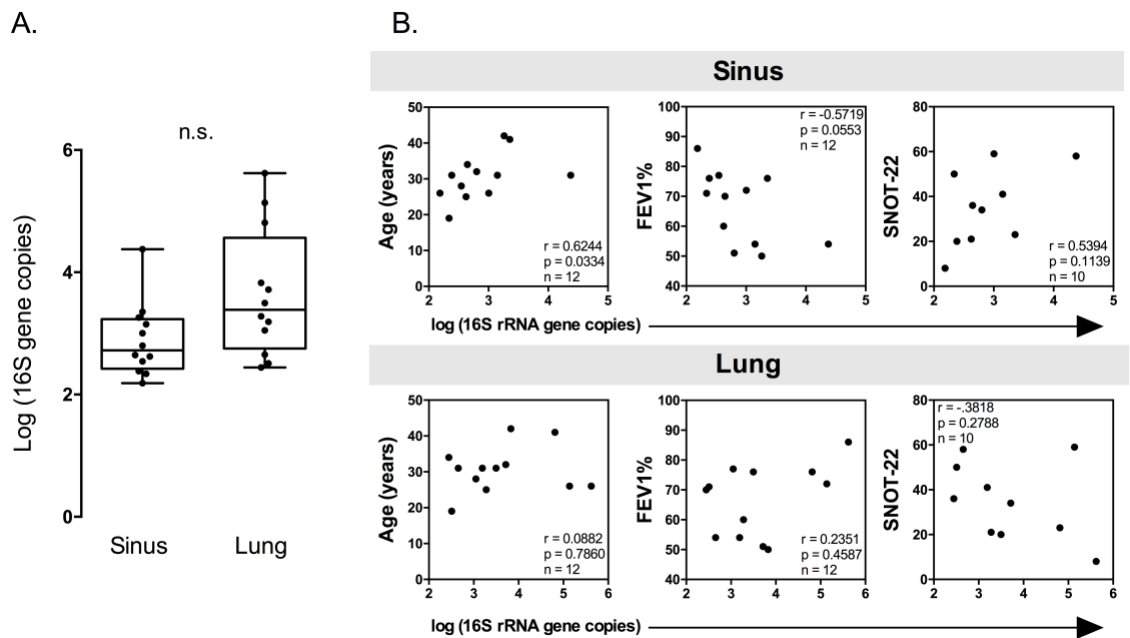 A.
B.
n.s.
Log (16S gene copies)
6
4
2
0
Sinus
Lung
Sinus
Age (years)
50
40
30
20
10
0
2 3 4 5
r = 0.6244
p = 0.0334
n = 12
FEV1%
100
90
80
70
60
50
40
2 3 4 5
r = -0.5719
p = 0.0553
n = 12
SNOT-22
80
60
40
20
0
2 3 4 5
r = 0.5394
p = 0.1139
n = 10
log (16S rRNA gene copies)
Lung
Age (years)
50
40
30
20
10
0
2 3 4 5 6
r = 0.0882
p = 0.7860
n = 12
FEV1%
100
90
80
70
60
50
40
2 3 4 5 6
r = 0.2351
p = 0.4587
n = 12
SNOT-22
80
60
40
20
0
2 3 4 5 6
r = -.3818
p = 0.2788
n = 10
log (16S rRNA gene copies)